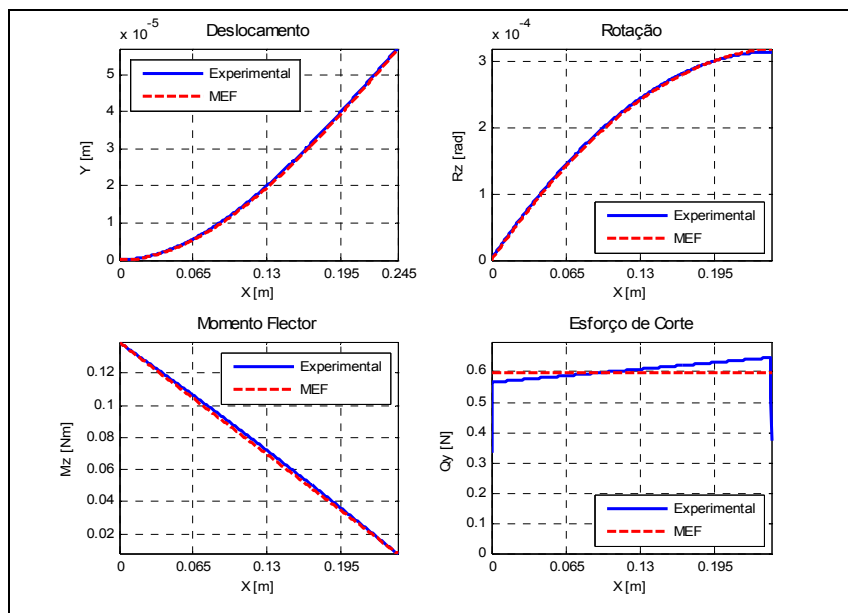 Deslocamento
x 10-5
5
4
3
2
1
0
Y [m]
0 0.065 0.13 0.195 0.245
X [m]
Experimental
MEF
Rotação
x 10-4
3
2
1
0
Rz [rad]
0 0.065 0.13 0.195
X [m]
Experimental
MEF
Momento Flector
0.12
0.1
0.08
0.06
0.04
0.02
Mz [Nm]
0 0.065 0.13 0.195
X [m]
Experimental
MEF
Esforço de Corte
0.6
0.5
0.4
0.3
0.2
0.1
0
Qy [N]
0 0.065 0.13 0.195
X [m]
Experimental
MEF